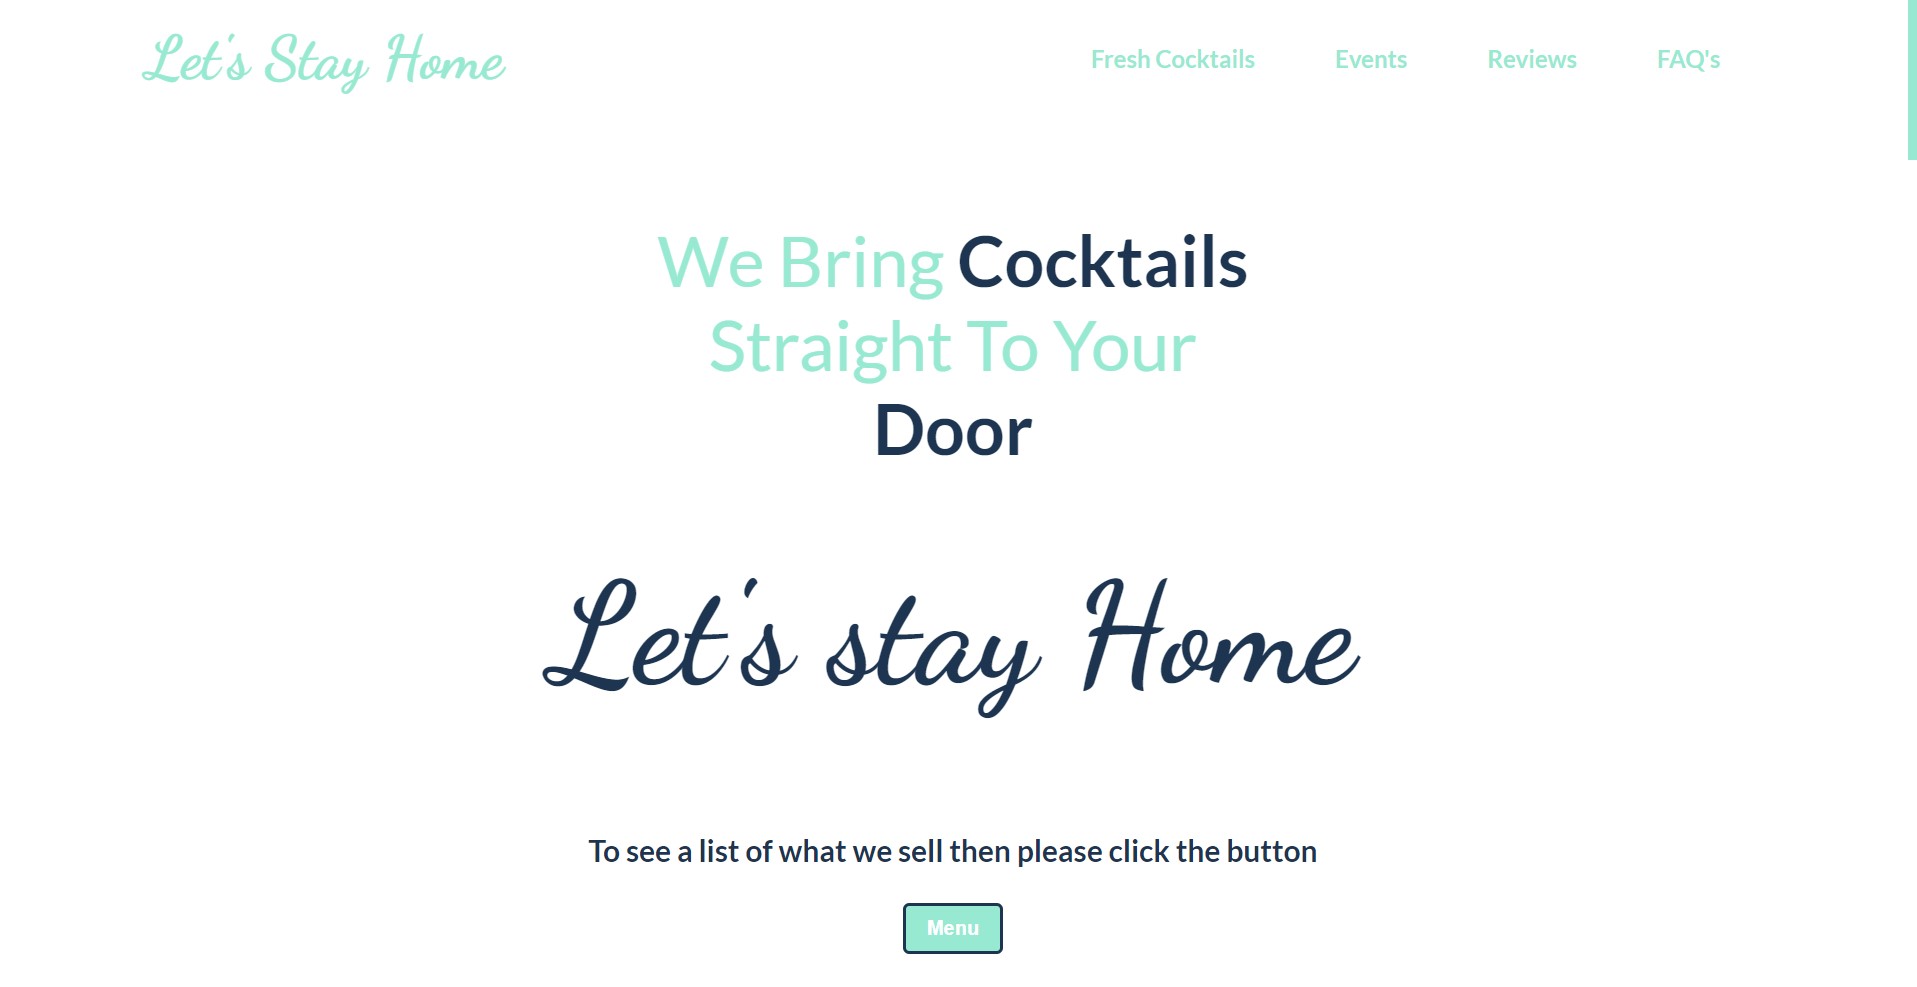 Let's Stay Home
Fresh Cocktails
Events
Reviews
FAQ's
We Bring Cocktails
Straight To Your
Door
Let's stay Home
To see a list of what we sell then please click the button
Menu